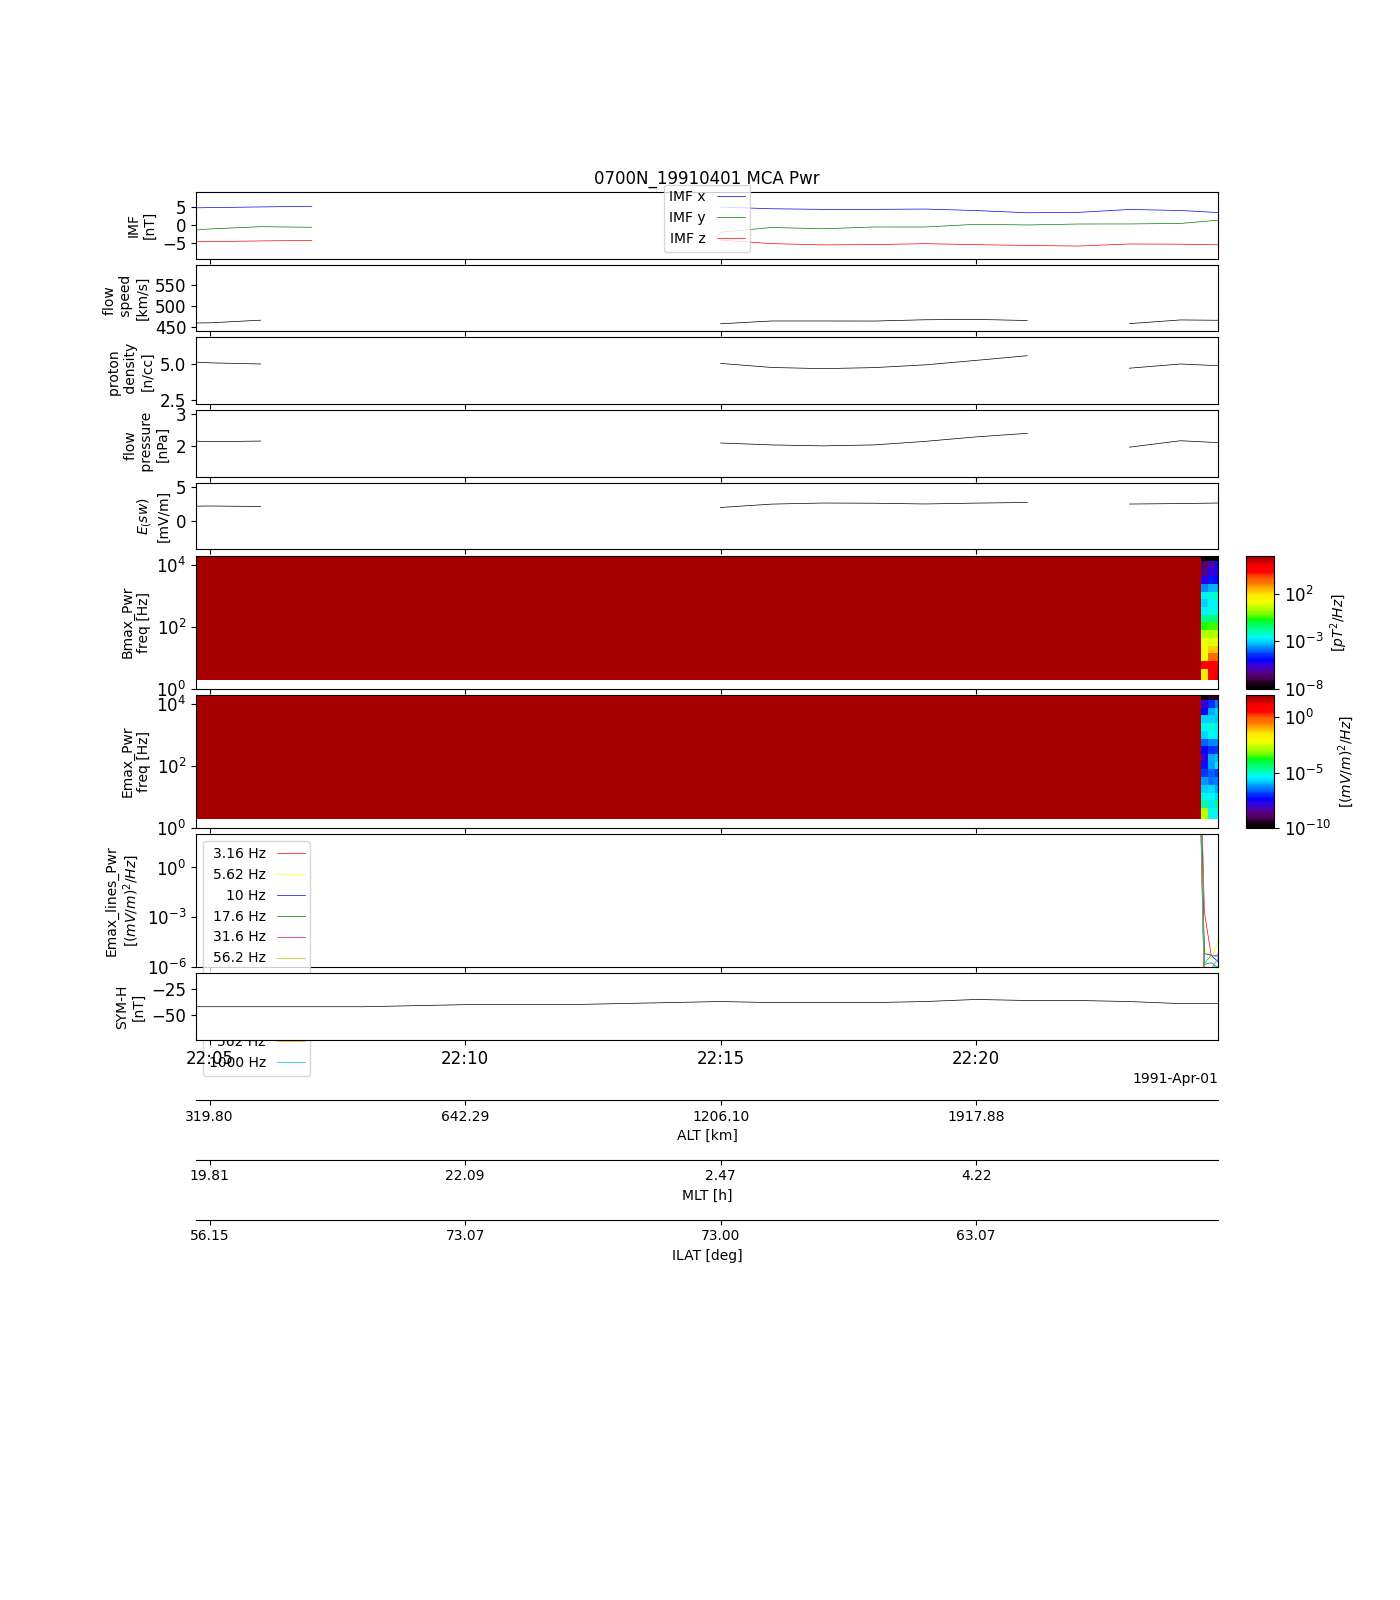 0700N_19910401 MCA Pwr
IMF
[nT]
5
0
−5
IMF x
IMF y
IMF z
flow
speed
[km/s]
550
500
450
proton
density
[n/cc]
5.0
2.5
flow
pressure
[nPa]
3
2
E(sw)
[mV/m]
5
0
Bmax_Pwr
freq [Hz]
10^4
10^2
10^0
10^2
10^−3
10^−8
[pT^2/Hz]
Emax_Pwr
freq [Hz]
10^4
10^2
10^0
10^0
10^−5
10^−10
[(mV/m)^2/Hz]
Emax_lines_Pwr
[(mV/m)^2/Hz]
10^0
10^−3
10^−6
3.16 Hz
5.62 Hz
10 Hz
17.6 Hz
31.6 Hz
56.2 Hz
SYM-H
[nT]
−25
−50
562 Hz
1000 Hz
22:05 22:10 22:15 22:20
1991-Apr-01
319.80 642.29 1206.10 1917.88
ALT [km]
19.81 22.09 2.47 4.22
MLT [h]
56.15 73.07 73.00 63.07
ILAT [deg]